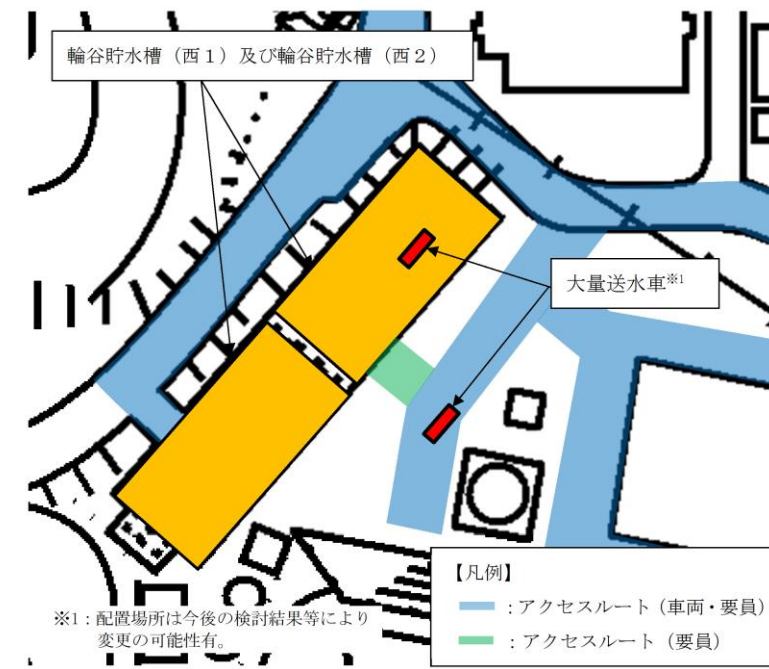 輪谷貯水槽(西1)及び輪谷貯水槽(西2)
大量送水車※1
【凡例】
:アクセスルート(車両・要員)
:アクセスルート(要員)
※1:配置場所は今後の検討結果等により
変更の可能性有。